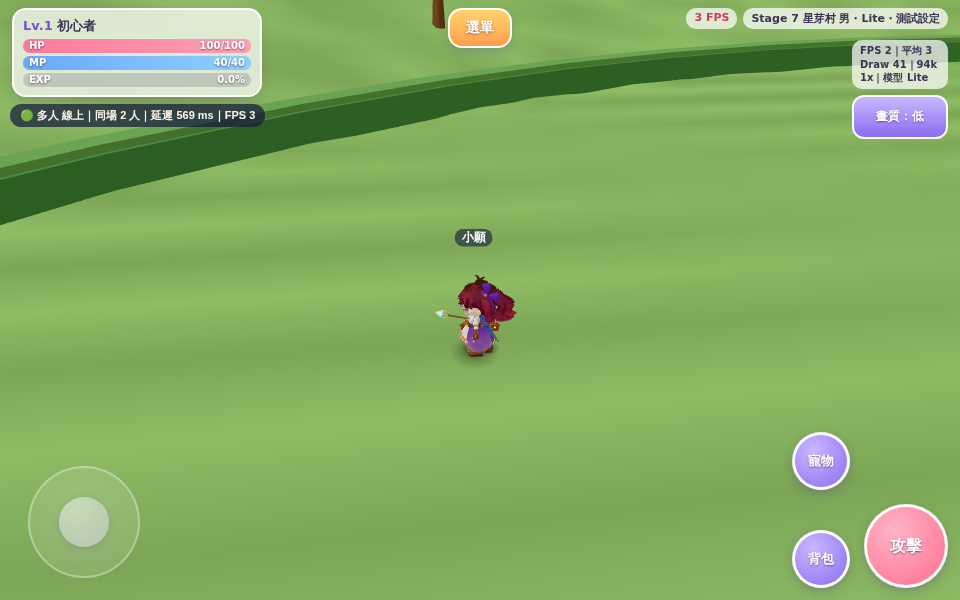 Lv.1 初心者
HP 100/100
MP 40/40
EXP 0.0%
多人 線上｜同場 2 人｜延遲 569 ms｜FPS 3
選單
3 FPS
Stage 7 星芽村 男・Lite・測試設定
FPS 2｜平均 3
Draw 41｜94k
1x｜模型 Lite
畫質：低
小願
寵物
背包
攻擊